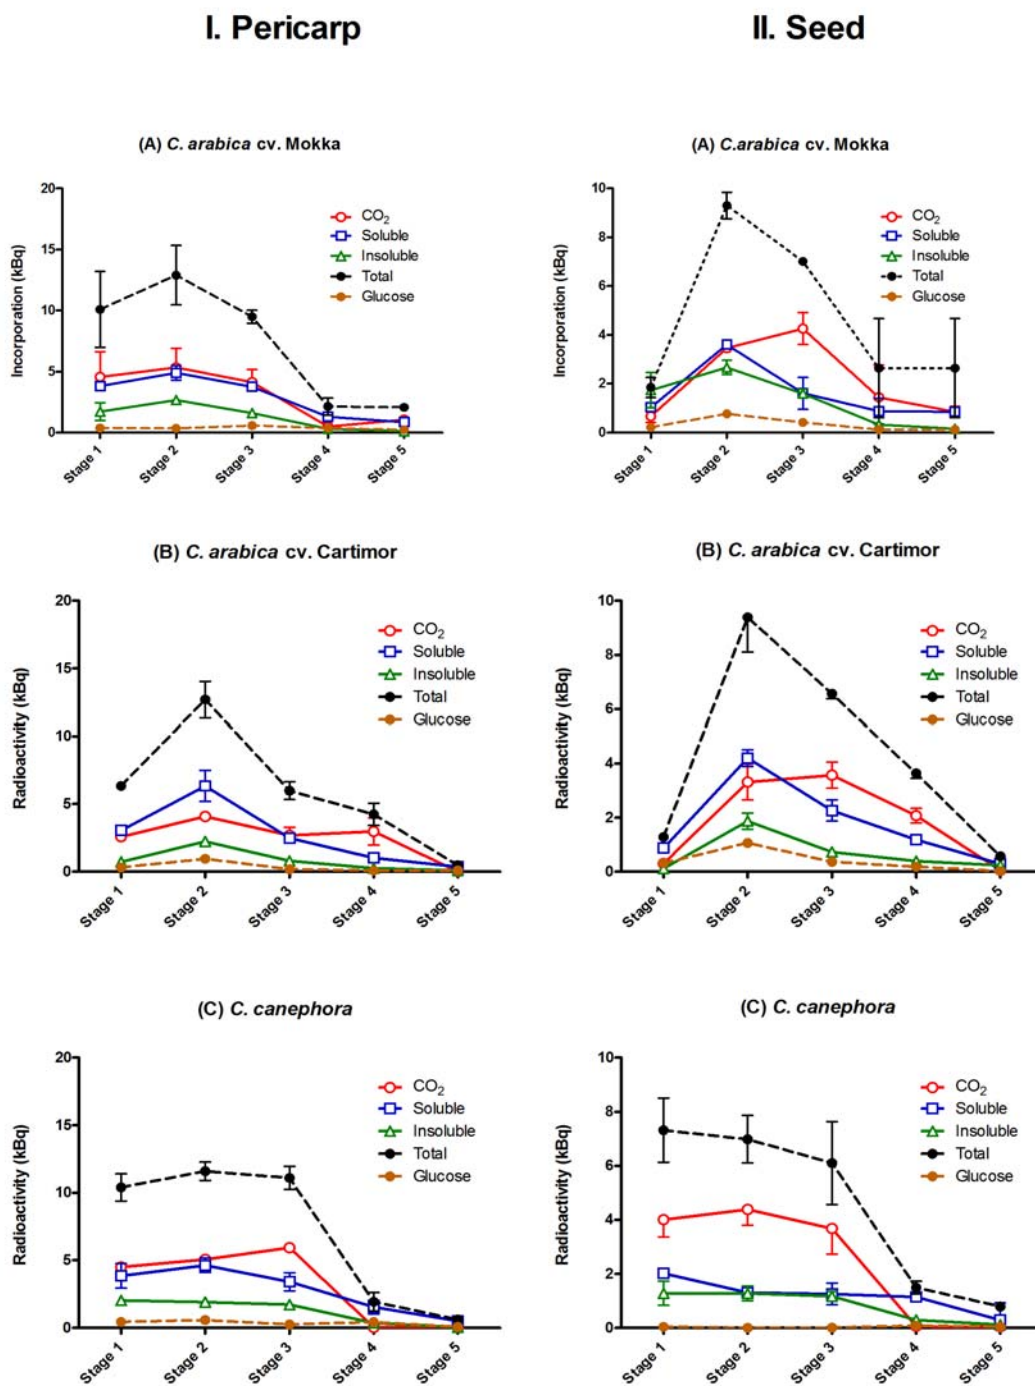 I. Pericarp
II. Seed
(A) C. arabica cv. Mokka
20
15
10
5
0
Incorporation (kBq)
CO2
Soluble
Insoluble
Total
Glucose
Stage 1
Stage 2
Stage 3
Stage 4
Stage 5
(A) C.arabica cv. Mokka
10
8
6
4
2
0
Incorporation (kBq)
CO2
Soluble
Insoluble
Total
Glucose
Stage 1
Stage 2
Stage 3
Stage 4
Stage 5
(B) C. arabica cv. Cartimor
20
15
10
5
0
Radioactivity (kBq)
CO2
Soluble
Insoluble
Total
Glucose
Stage 1
Stage 2
Stage 3
Stage 4
Stage 5
(B) C. arabica cv. Cartimor
10
8
6
4
2
0
Radioactivity (kBq)
CO2
Soluble
Insoluble
Total
Glucose
Stage 1
Stage 2
Stage 3
Stage 4
Stage 5
(C) C. canephora
20
15
10
5
0
Radioactivity (kBq)
CO2
Soluble
Insoluble
Total
Glucose
Stage 1
Stage 2
Stage 3
Stage 4
Stage 5
(C) C. canephora
10
8
6
4
2
0
Radioactivity (kBq)
CO2
Soluble
Insoluble
Total
Glucose
Stage 1
Stage 2
Stage 3
Stage 4
Stage 5